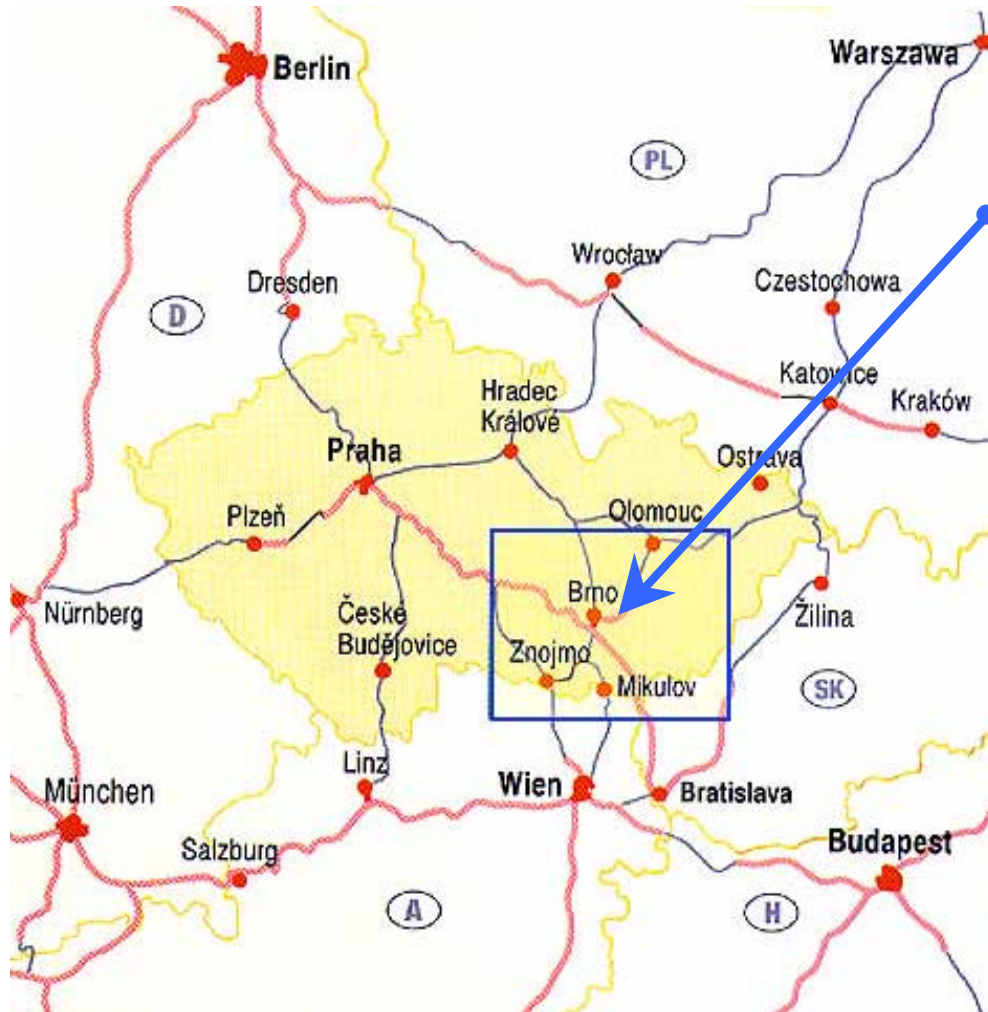 Warszawa
Berlin
PL
Wrocław
Dresden
Czestochowa
D
Katowice
Hradec
Králové
Kraków
Praha
Ostrava
Plzeň
Olomouc
Brno
Nürnberg
České
Budějovice
Žilina
Znojmo
Mikulov
SK
Linz
Wien
München
Bratislava
Salzburg
Budapest
A
H